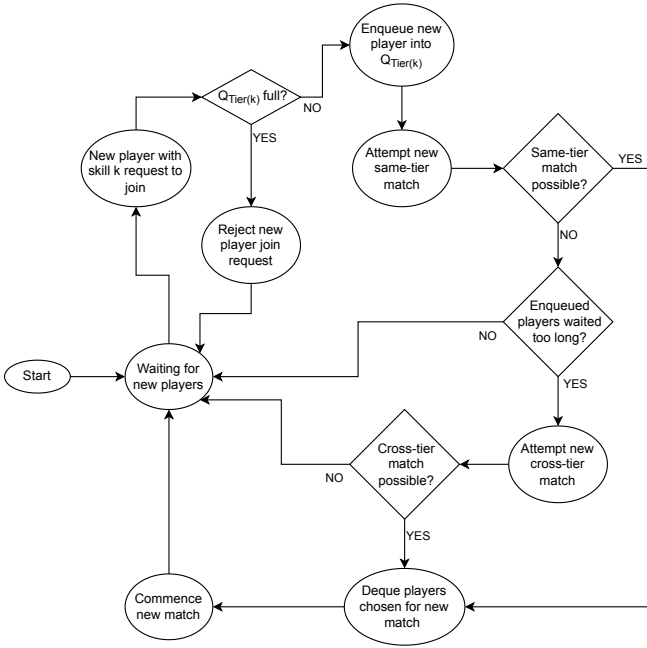 Enqueue new
player into
QTier(k)
QTier(k) full?
NO
YES
New player with
skill k request to
join
Attempt new
same-tier
match
Same-tier
match
possible?
YES
NO
Reject new
player join
request
Enqueued
players waited
too long?
NO
YES
Start
Waiting for
new players
Cross-tier
match
possible?
NO
YES
Attempt new
cross-tier
match
Commence
new match
Deque players
chosen for new
match